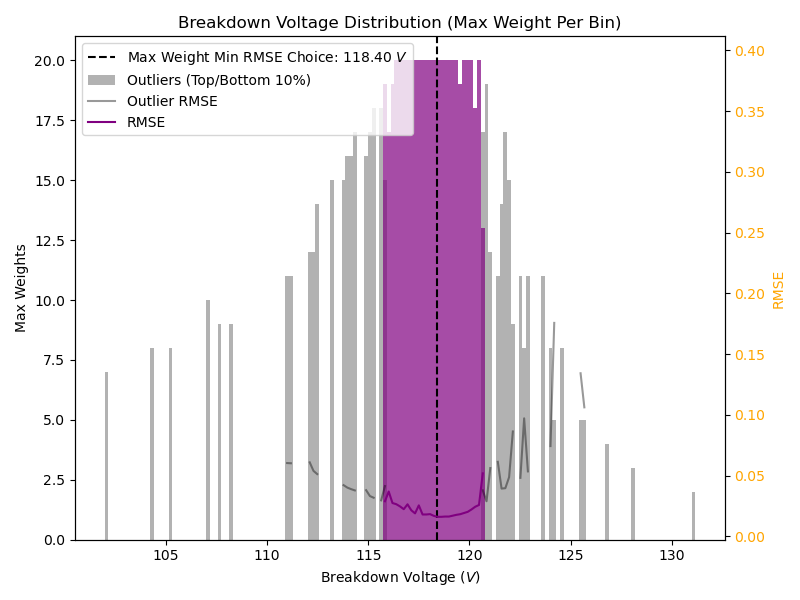 Breakdown Voltage Distribution (Max Weight Per Bin)
Max Weight Min RMSE Choice: 118.40 V
Outliers (Top/Bottom 10%)
Outlier RMSE
RMSE
Max Weights
20.0
17.5
15.0
12.5
10.0
7.5
5.0
2.5
0.0
0.40
0.35
0.30
0.25
0.20
0.15
0.10
0.05
0.00
RMSE
105 110 115 120 125 130
Breakdown Voltage (V)